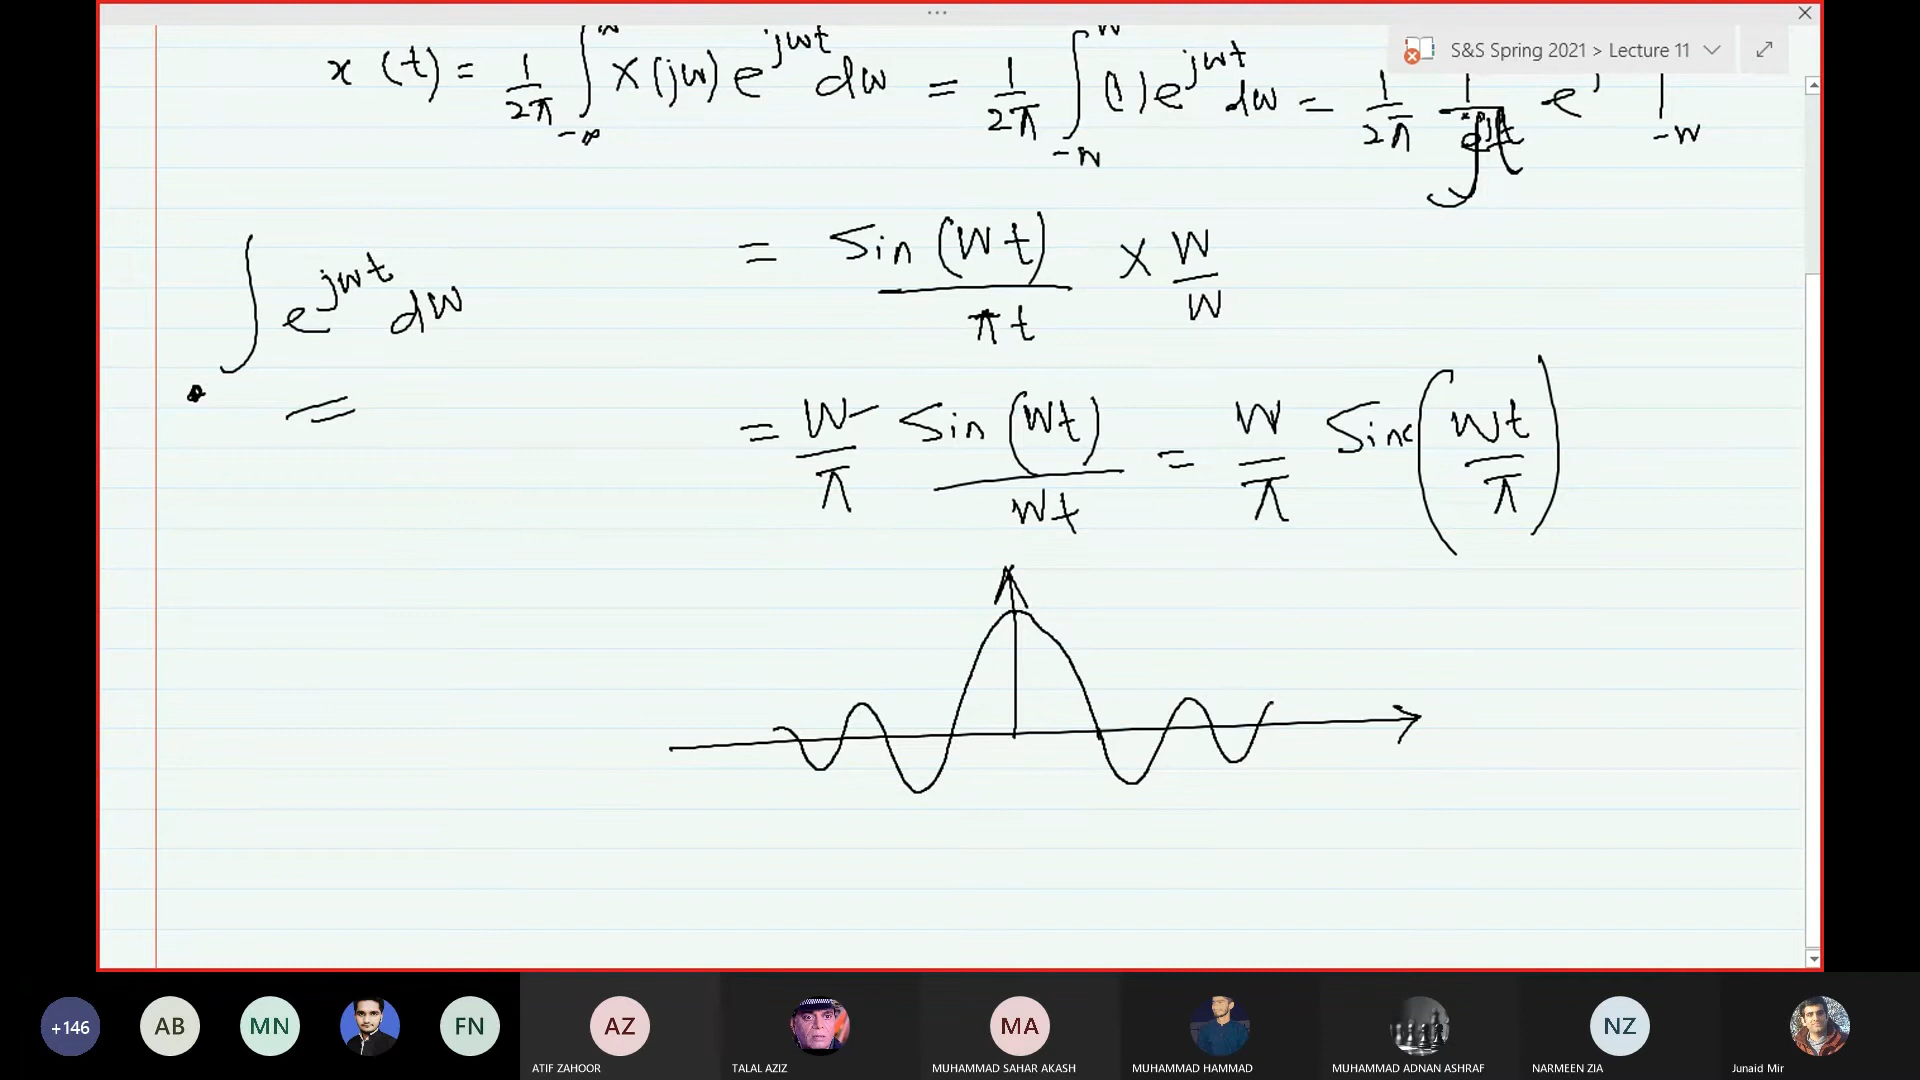 S&S Spring 2021 > Lecture 11
x (t) = 1/2π ∫_{-∞}^{∞} X(jw) e^{jwt} dw = 1/2π ∫_{-W}^{W} (1) e^{jwt} dw = 1/2π 1/jt e^{j} |_{-W}
= Sin (Wt) / πt × W/W
∫ e^{jwt} dw
=
= W/π Sin (Wt) / Wt = W/π Sinc (Wt/π)
+146
AB
MN
FN
AZ
MA
NZ
ATIF ZAHOOR
TALAL AZIZ
MUHAMMAD SAHAR AKASH
MUHAMMAD HAMMAD
MUHAMMAD ADNAN ASHRAF
NARMEEN ZIA
Junaid Mir